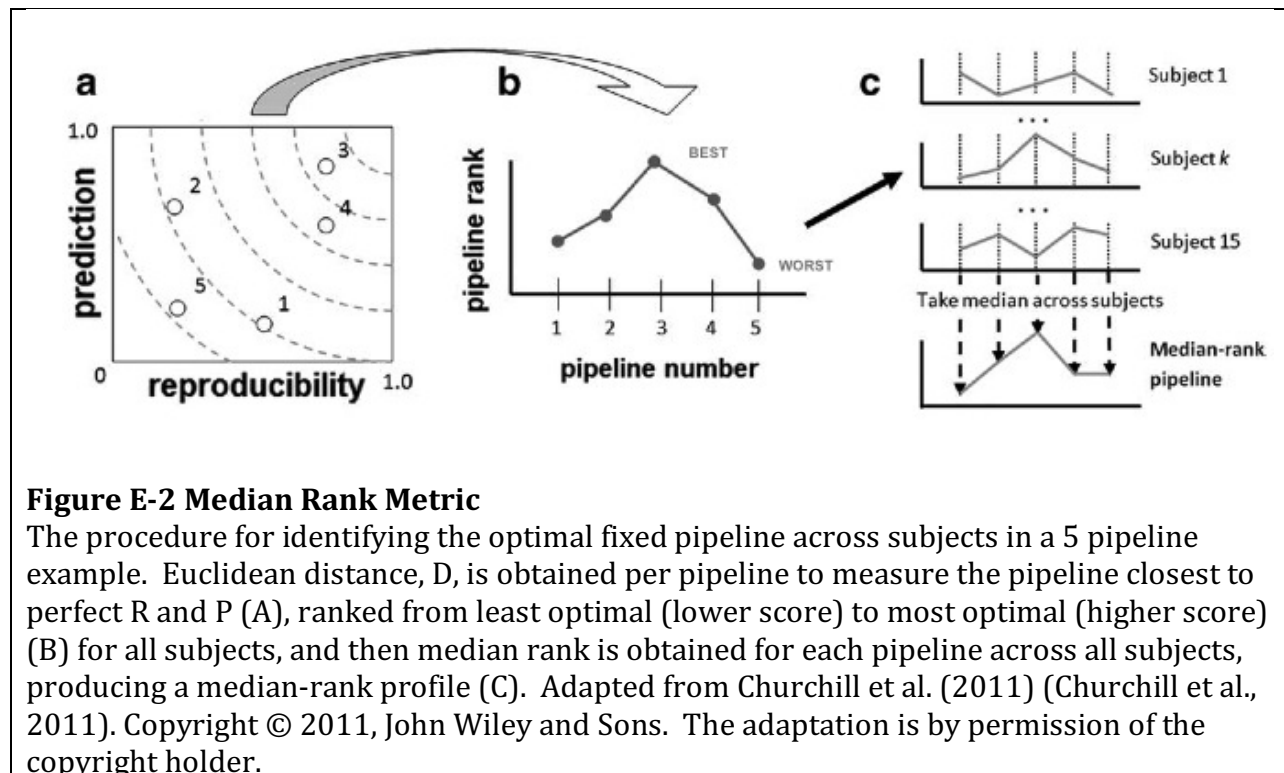 a
1.0
prediction
0
reproducibility
1.0
2
3
4
5
1
b
pipeline rank
BEST
WORST
1 2 3 4 5
pipeline number
c
Subject 1
...
Subject k
...
Subject 15
Take median across subjects
Median-rank
pipeline
Figure E-2 Median Rank Metric
The procedure for identifying the optimal fixed pipeline across subjects in a 5 pipeline
example.  Euclidean distance, D, is obtained per pipeline to measure the pipeline closest to
perfect R and P (A), ranked from least optimal (lower score) to most optimal (higher score)
(B) for all subjects, and then median rank is obtained for each pipeline across all subjects,
producing a median-rank profile (C).  Adapted from Churchill et al. (2011) (Churchill et al.,
2011). Copyright © 2011, John Wiley and Sons.  The adaptation is by permission of the
copyright holder.